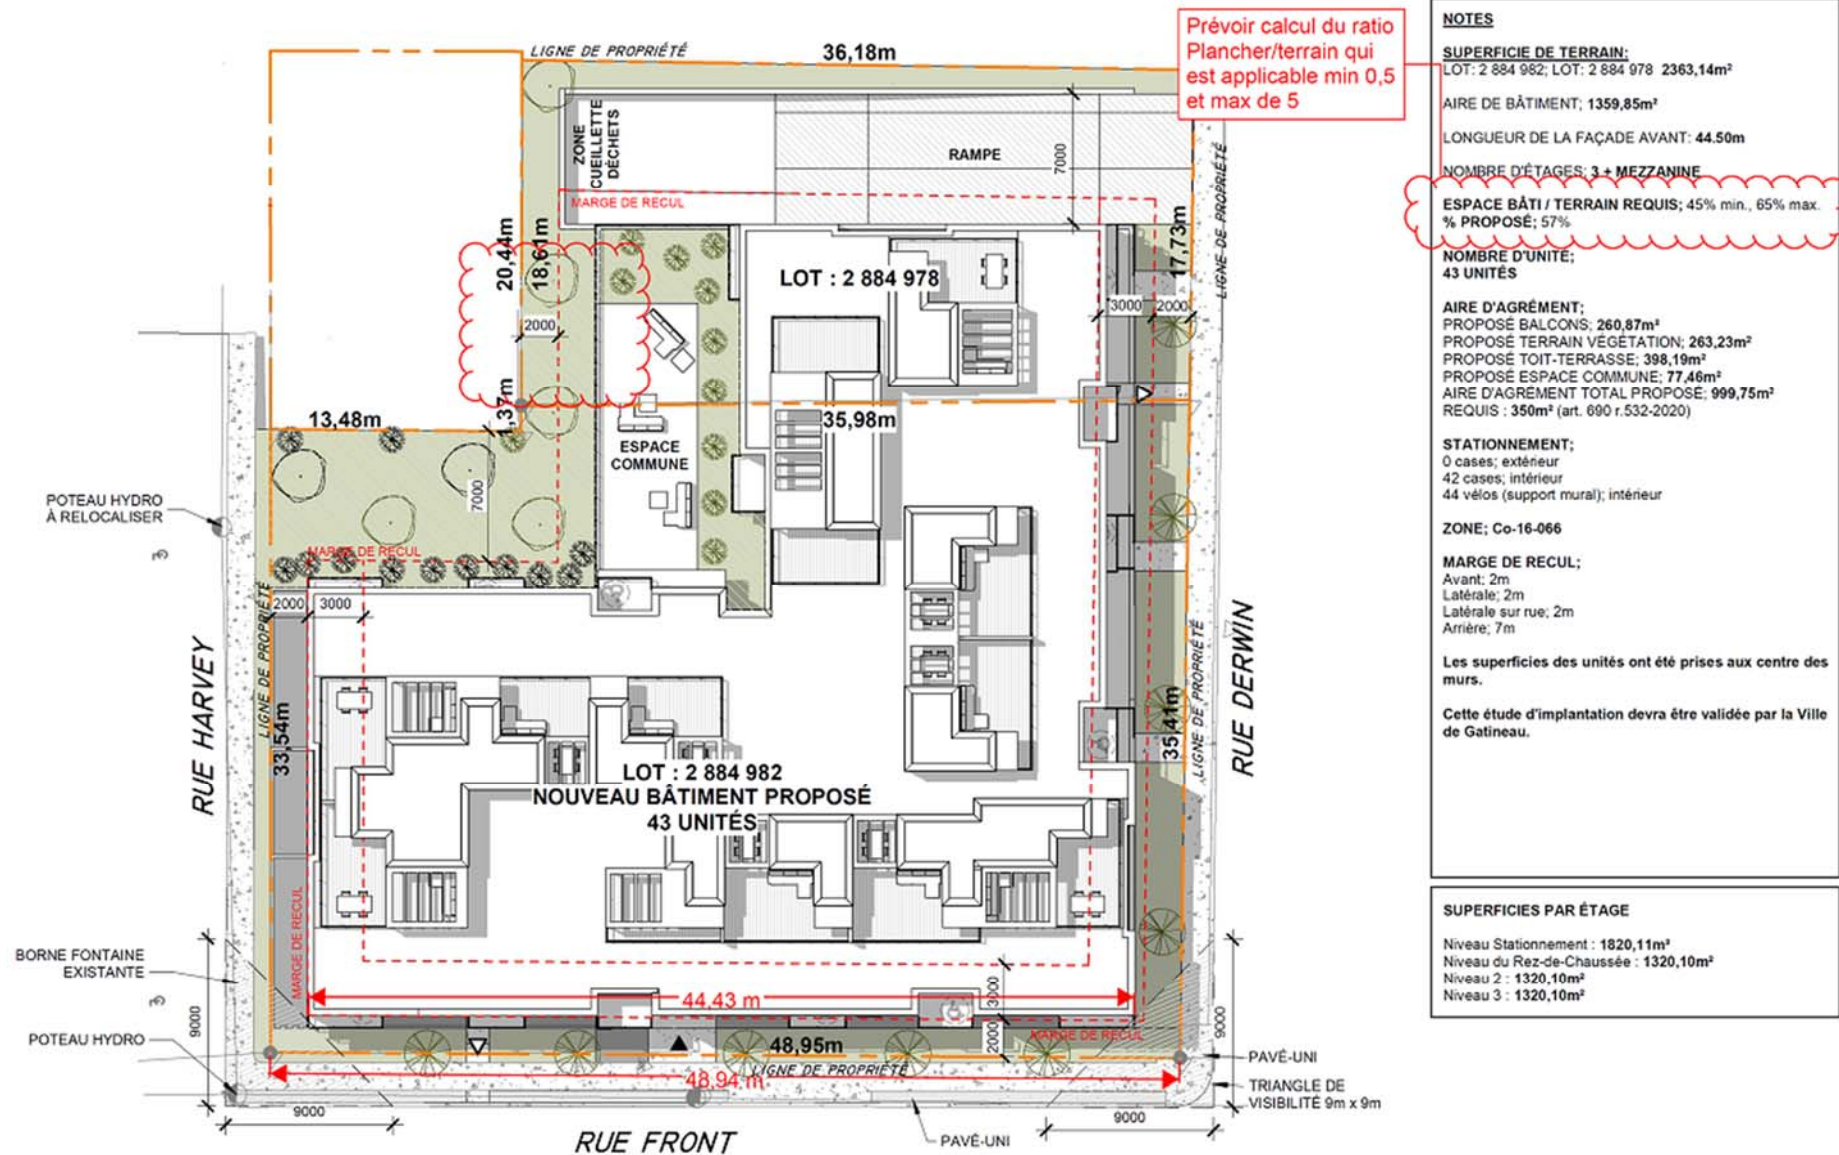 LIGNE DE PROPRIÉTÉ
36,18m
Prévoir calcul du ratio
Plancher/terrain qui
est applicable min 0,5
et max de 5
ZONE
CUEILLETTE
DÉCHETS
RAMPE
7000
MARGE DE RECUL
LIGNE DE PROPRIÉTÉ
20,44m
18,61m
17,73m
LOT : 2 884 978
2000
3000
2000
1,37m
13,48m
35,98m
ESPACE
COMMUNE
7000
POTEAU HYDRO
À RELOCALISER
MARGE DE RECUL
2000
3000
LIGNE DE PROPRIÉTÉ
RUE HARVEY
33,54m
LIGNE DE PROPRIÉTÉ
RUE DERWIN
35,41m
LOT : 2 884 982
NOUVEAU BÂTIMENT PROPOSÉ
43 UNITÉS
MARGE DE RECUL
BORNE FONTAINE
EXISTANTE
9000
POTEAU HYDRO
44,43 m
3000
2000
MARGE DE RECUL
48,95m
LIGNE DE PROPRIÉTÉ
48,94 m
9000
PAVÉ-UNI
TRIANGLE DE
VISIBILITÉ 9m x 9m
9000
9000
PAVÉ-UNI
RUE FRONT
NOTES
SUPERFICIE DE TERRAIN;
LOT: 2 884 982; LOT: 2 884 978 2363,14m²
AIRE DE BÂTIMENT; 1359,85m²
LONGUEUR DE LA FAÇADE AVANT: 44.50m
NOMBRE D'ÉTAGES; 3 + MEZZANINE
ESPACE BÂTI / TERRAIN REQUIS; 45% min., 65% max.
% PROPOSÉ; 57%
NOMBRE D'UNITÉ;
43 UNITÉS
AIRE D'AGRÉMENT;
PROPOSÉ BALCONS; 260,87m²
PROPOSÉ TERRAIN VÉGÉTATION; 263,23m²
PROPOSÉ TOIT-TERRASSE; 398,19m²
PROPOSÉ ESPACE COMMUNE; 77,46m²
AIRE D'AGRÉMENT TOTAL PROPOSÉ; 999,75m²
REQUIS : 350m² (art. 690 r.532-2020)
STATIONNEMENT;
0 cases; extérieur
42 cases; intérieur
44 vélos (support mural); intérieur
ZONE; Co-16-066
MARGE DE RECUL;
Avant; 2m
Latérale; 2m
Latérale sur rue; 2m
Arrière; 7m
Les superficies des unités ont été prises aux centre des
murs.
Cette étude d'implantation devra être validée par la Ville
de Gatineau.
SUPERFICIES PAR ÉTAGE
Niveau Stationnement : 1820,11m²
Niveau du Rez-de-Chaussée : 1320,10m²
Niveau 2 : 1320,10m²
Niveau 3 : 1320,10m²